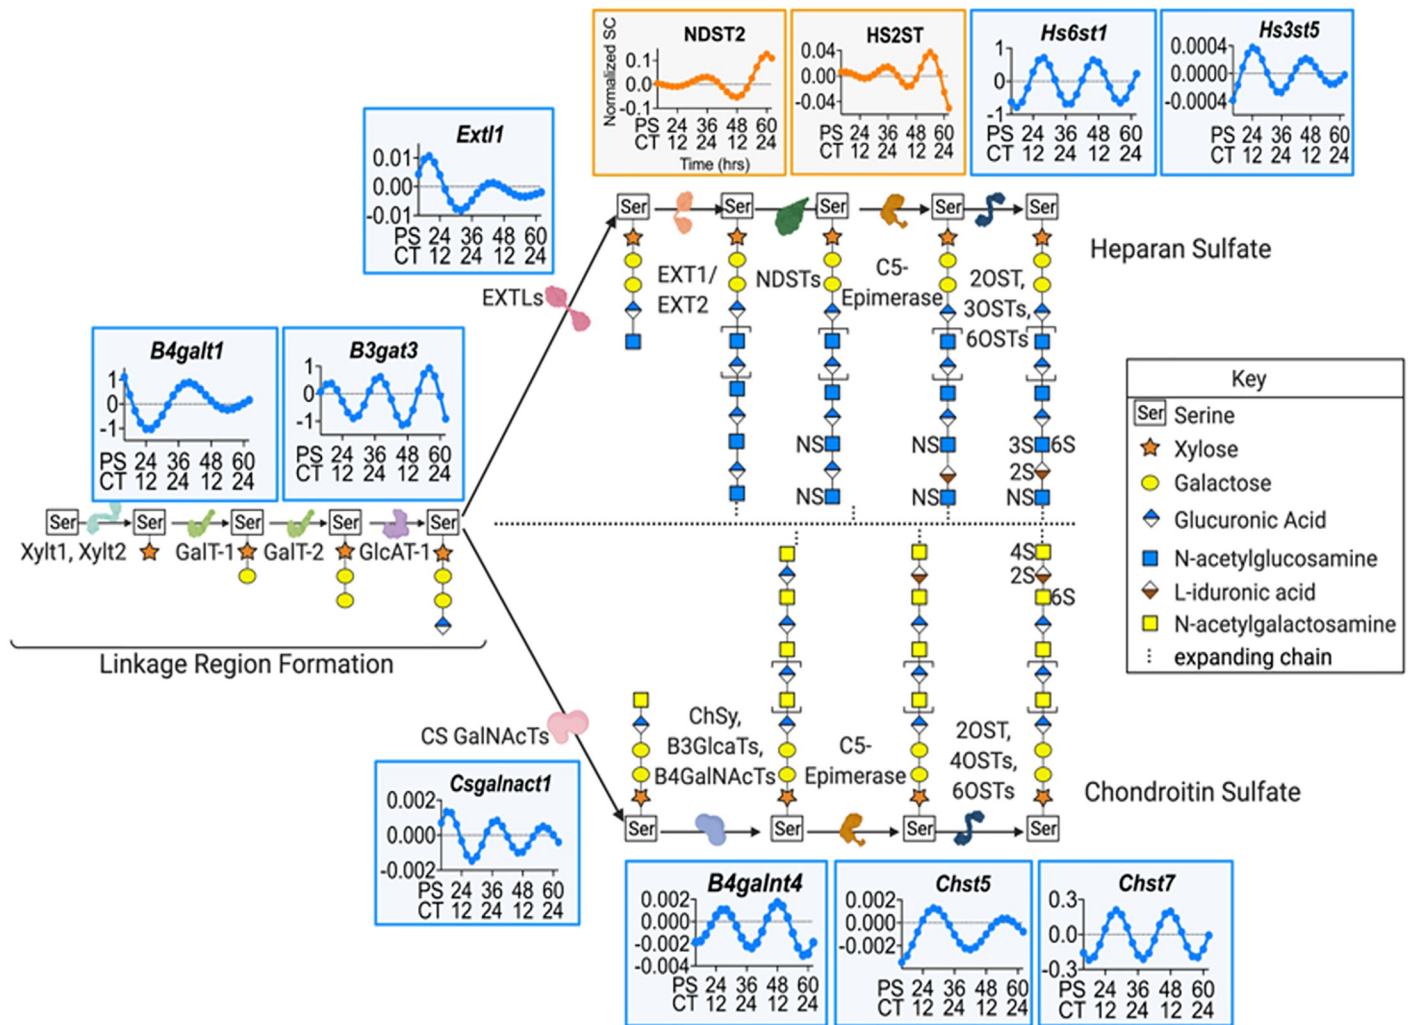 NDST2
Normalized SC
0.1
0.0
-0.1
PS 24 36 48 60
CT 12 24 12 24
Time (hrs)
HS2ST
0.04
0.00
-0.04
PS 24 36 48 60
CT 12 24 12 24
Hs6st1
1
0
-1
PS 24 36 48 60
CT 12 24 12 24
Hs3st5
0.0004
0.0000
-0.0004
PS 24 36 48 60
CT 12 24 12 24
Extl1
0.01
0.00
-0.01
PS 24 36 48 60
CT 12 24 12 24
Ser Ser Ser Ser Ser
Heparan Sulfate
EXTLs
EXT1/
EXT2
NDSTs
C5-
Epimerase
2OST,
3OSTs,
6OSTs
NS NS 3S 6S
2S
NS NS NS
B4galt1
1
0
-1
PS 24 36 48 60
CT 12 24 12 24
B3gat3
1
0
-1
PS 24 36 48 60
CT 12 24 12 24
Ser Ser Ser Ser Ser
Xylt1, Xylt2 GalT-1 GalT-2 GlcAT-1
Linkage Region Formation
Key
Ser Serine
Xylose
Galactose
Glucuronic Acid
N-acetylglucosamine
L-iduronic acid
N-acetylgalactosamine
expanding chain
4S
2S
6S
CS GalNAcTs
ChSy,
B3GlcaTs,
B4GalNAcTs
C5-
Epimerase
2OST,
4OSTs,
6OSTs
Chondroitin Sulfate
Ser Ser Ser Ser
Csgalnact1
0.002
0.000
-0.002
PS 24 36 48 60
CT 12 24 12 24
B4galnt4
0.002
0.000
-0.002
-0.004
PS 24 36 48 60
CT 12 24 12 24
Chst5
0.002
0.000
-0.002
PS 24 36 48 60
CT 12 24 12 24
Chst7
0.3
0.0
-0.3
PS 24 36 48 60
CT 12 24 12 24